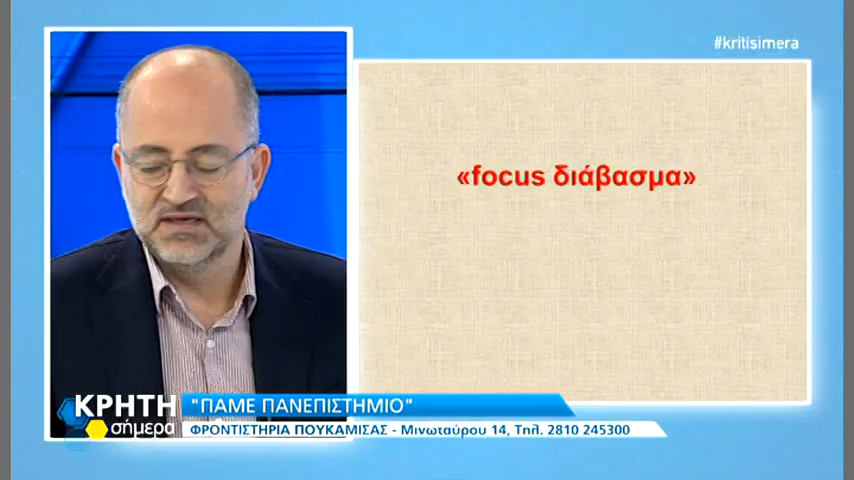 #kritisimera
«focus διάβασμα»
ΚΡΗΤΗ
σήμερα
"ΠΑΜΕ ΠΑΝΕΠΙΣΤΗΜΙΟ"
ΦΡΟΝΤΙΣΤΗΡΙΑ ΠΟΥΚΑΜΙΣΑΣ - Μινωταύρου 14, Τηλ. 2810 245300